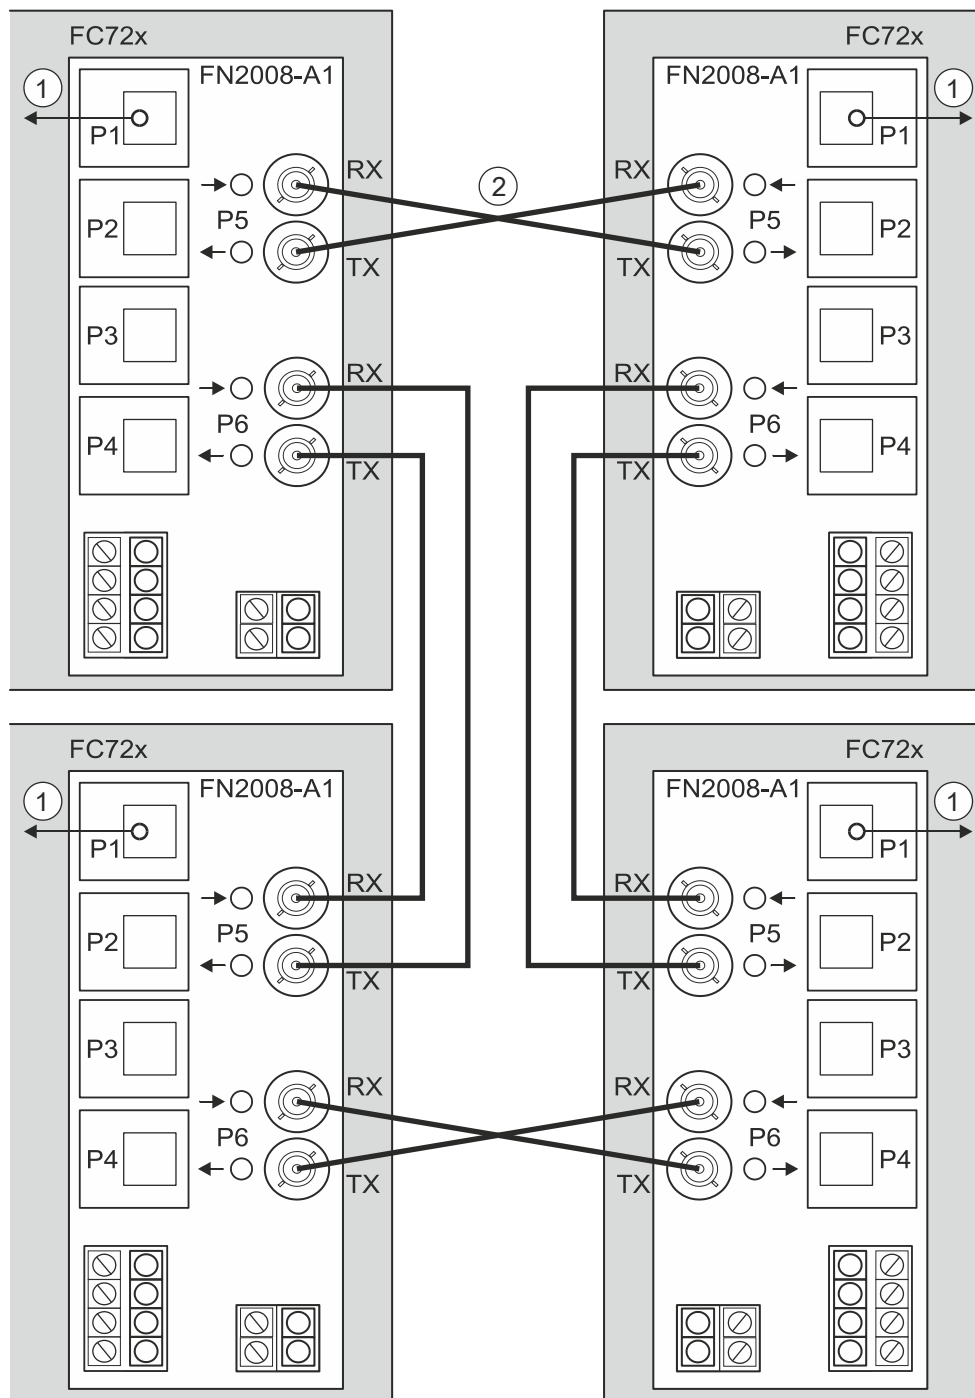 FC72x
FC72x
FN2008-A1
FN2008-A1
1
1
P1
P1
RX
RX
2
P2
P5
P5
P2
TX
TX
P3
P3
RX
RX
P4
P6
P6
P4
TX
TX
FC72x
FC72x
FN2008-A1
FN2008-A1
1
1
P1
P1
RX
RX
P2
P5
P5
P2
TX
TX
P3
P3
RX
RX
P4
P6
P6
P4
TX
TX